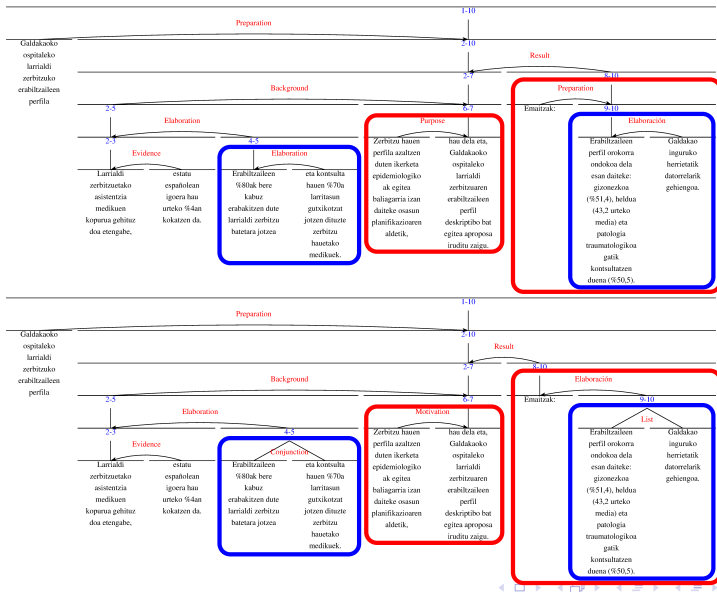 1-10
Preparation
2-10
Galdakaoko
ospitaleko
larrialdi
zerbitzuko
erabiltzaileen
perfila
Result
2-7
8-10
Background
Preparation
2-5
6-7
Emaitzak:
9-10
Elaboration
Purpose
Elaboración
2-3
4-5
Evidence
Elaboration
Larrialdi
zerbitzuetako
asistentzia
medikuen
kopurua gehituz
doa etengabe,
estatu
españolean
igoera hau
urteko %4an
kokatzen da.
Erabiltzaileen
%80ak bere
kabuz
erabakitzen dute
larrialdi zerbitzu
batetara jotzea
eta kontsulta
hauen %70a
larritasun
gutxikotzat
jotzen dituzte
zerbitzu
hauetako
medikuek.
Zerbitzu hauen
perfila azaltzen
duten ikerketa
epidemiologiko
ak egitea
baliagarria izan
daiteke osasun
planifikazioaren
aldetik,
hau dela eta,
Galdakaoko
ospitaleko
larrialdi
zerbitzuaren
erabiltzaileen
perfil
deskriptibo bat
egitea aproposa
iruditu zaigu.
Erabiltzaileen
perfil orokorra
ondokoa dela
esan daiteke:
gizonezkoa
(%51,4), heldua
(43,2 urteko
media) eta
patologia
traumatologikoa
gatik
kontsultatzen
duena (%50,5).
Galdakao
inguruko
herrietatik
datorrelarik
gehiengoa.
1-10
Preparation
2-10
Galdakaoko
ospitaleko
larrialdi
zerbitzuko
erabiltzaileen
perfila
Result
2-7
8-10
Background
Elaboración
2-5
6-7
Emaitzak:
9-10
Elaboration
Motivation
List
2-3
4-5
Evidence
Conjunction
Larrialdi
zerbitzuetako
asistentzia
medikuen
kopurua gehituz
doa etengabe,
estatu
españolean
igoera hau
urteko %4an
kokatzen da.
Erabiltzaileen
%80ak bere
kabuz
erabakitzen dute
larrialdi zerbitzu
batetara jotzea
eta kontsulta
hauen %70a
larritasun
gutxikotzat
jotzen dituzte
zerbitzu
hauetako
medikuek.
Zerbitzu hauen
perfila azaltzen
duten ikerketa
epidemiologiko
ak egitea
baliagarria izan
daiteke osasun
planifikazioaren
aldetik,
hau dela eta,
Galdakaoko
ospitaleko
larrialdi
zerbitzuaren
erabiltzaileen
perfil
deskriptibo bat
egitea aproposa
iruditu zaigu.
Erabiltzaileen
perfil orokorra
ondokoa dela
esan daiteke:
gizonezkoa
(%51,4), heldua
(43,2 urteko
media) eta
patologia
traumatologikoa
gatik
kontsultatzen
duena (%50,5).
Galdakao
inguruko
herrietatik
datorrelarik
gehiengoa.